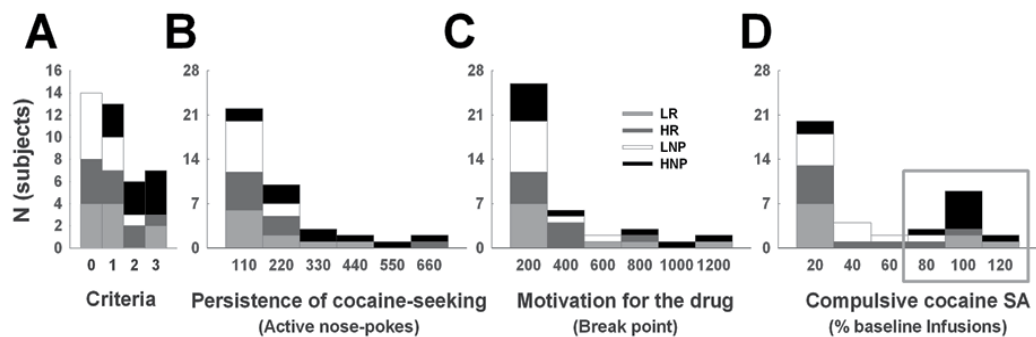 A
B
C
D
N (subjects)
16
14
12
10
8
6
4
2
0
0 1 2 3
Criteria
28
21
14
7
0
110 220 330 440 550 660
Persistence of cocaine-seeking
(Active nose-pokes)
28
21
14
7
0
200 400 600 800 1000 1200
Motivation for the drug
(Break point)
LR
HR
LNP
HNP
28
21
14
7
0
20 40 60 80 100 120
Compulsive cocaine SA
(% baseline Infusions)